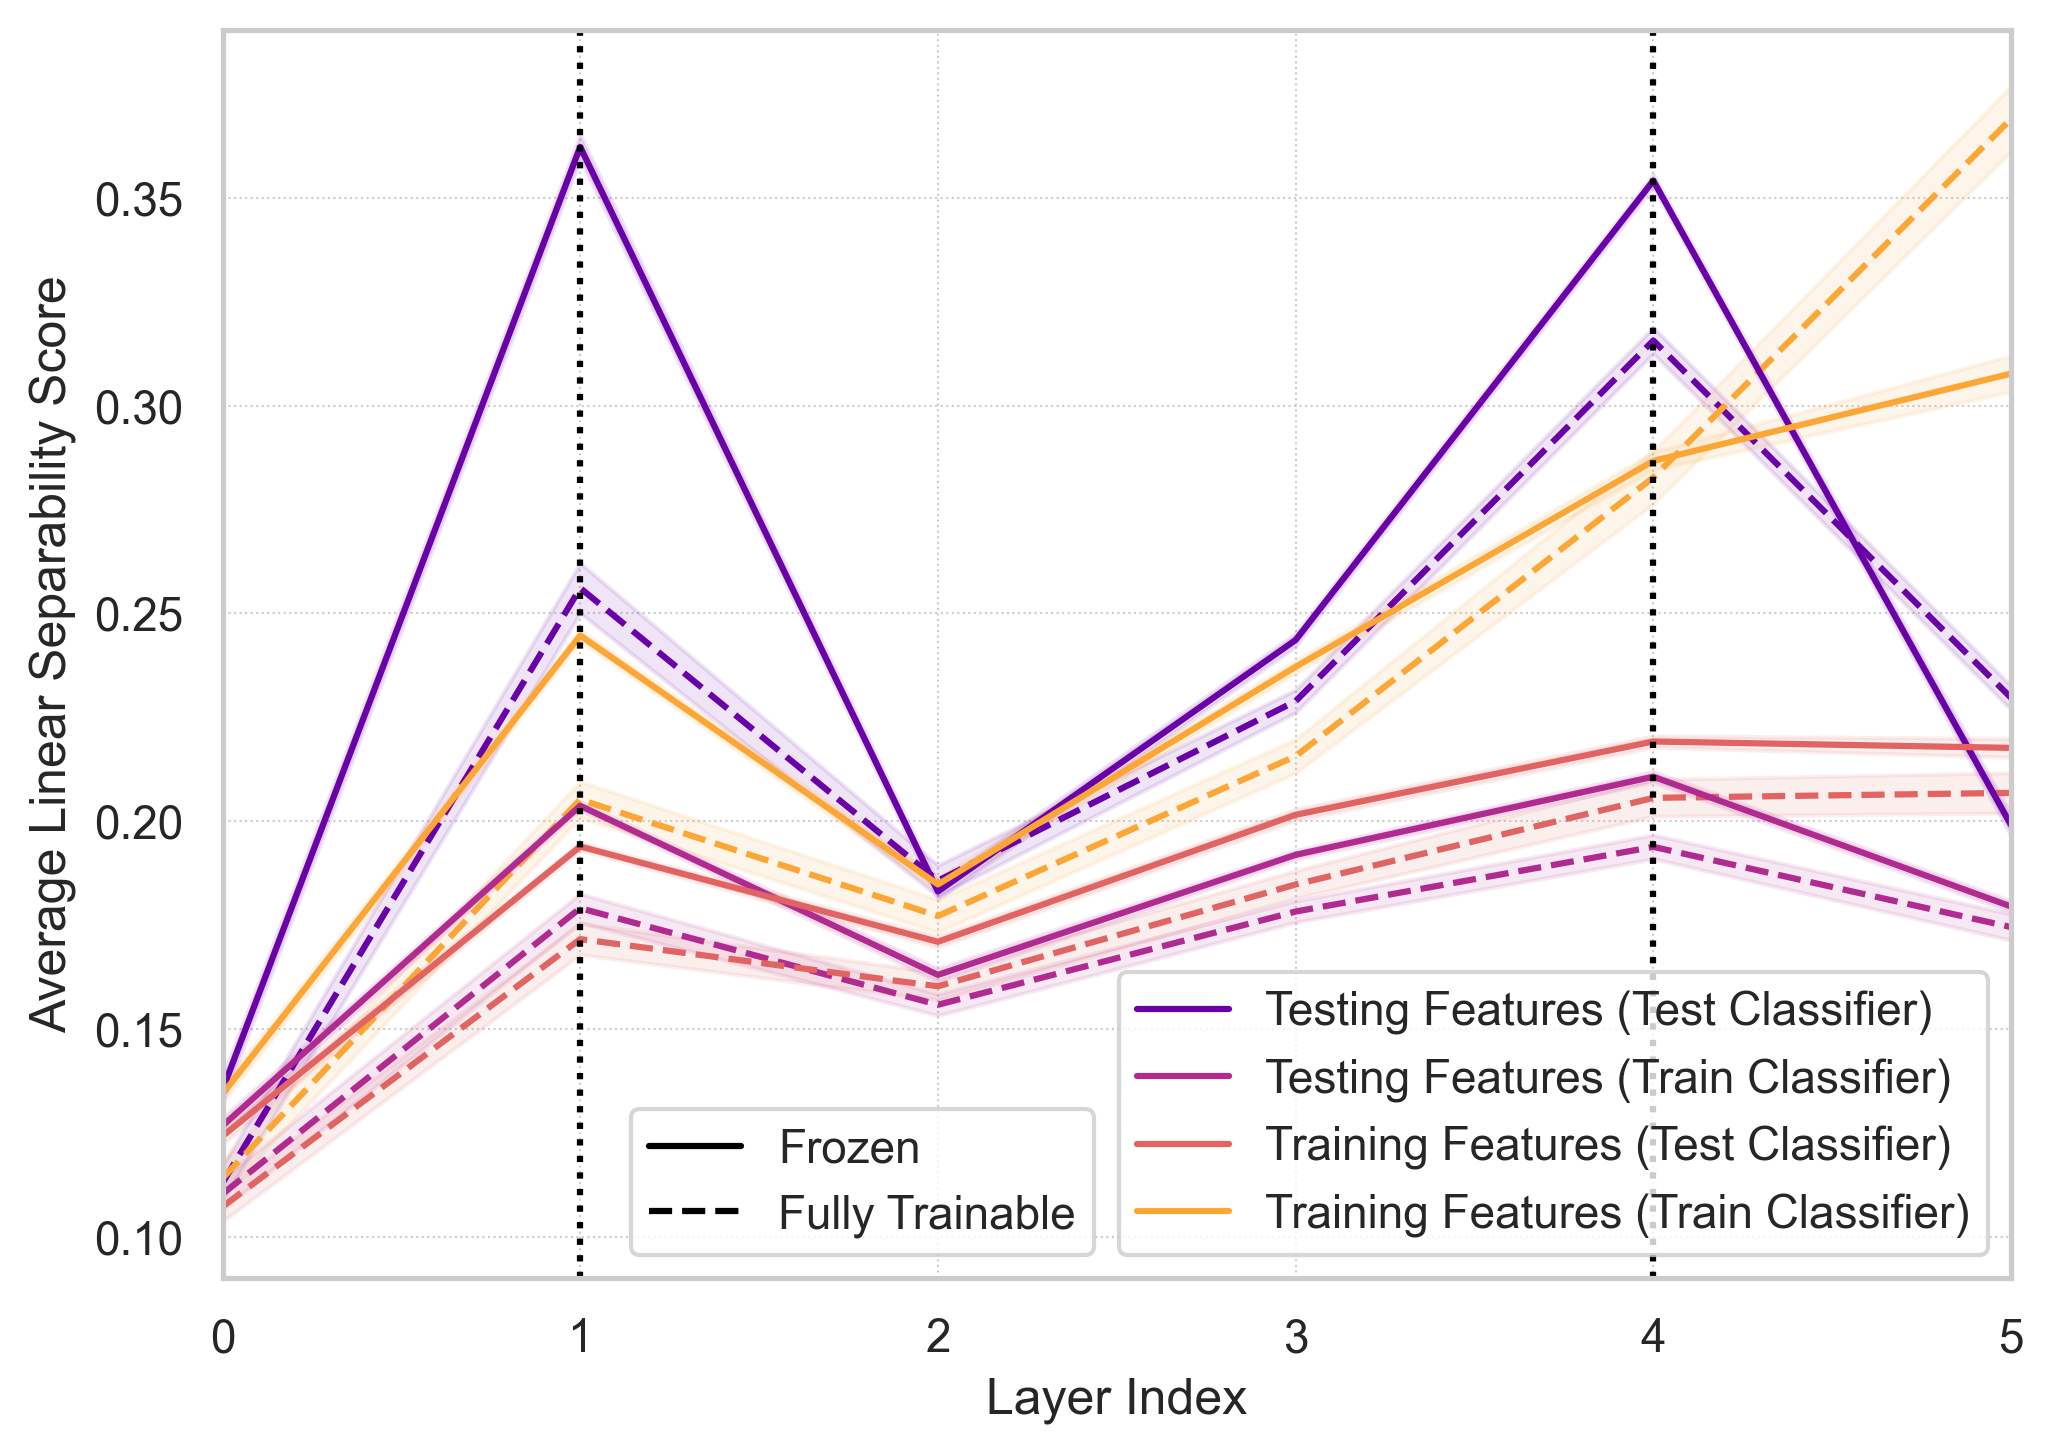 Average Linear Separability Score
0.35
0.30
0.25
0.20
0.15
0.10
Frozen
Fully Trainable
Testing Features (Test Classifier)
Testing Features (Train Classifier)
Training Features (Test Classifier)
Training Features (Train Classifier)
0 1 2 3 4 5
Layer Index